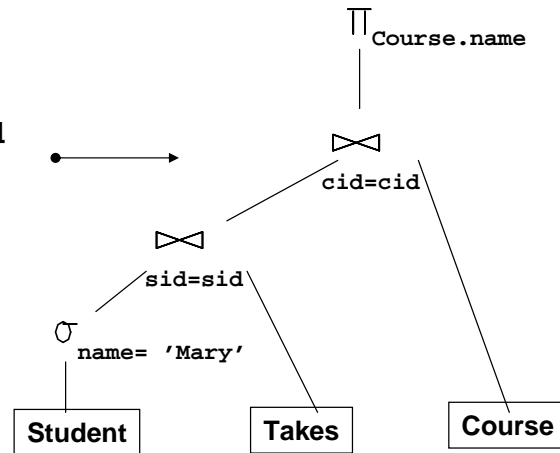 ∏ Course.name
⋈
cid=cid
⋈
sid=sid
σ
name= ’Mary’
Student
Takes
Course